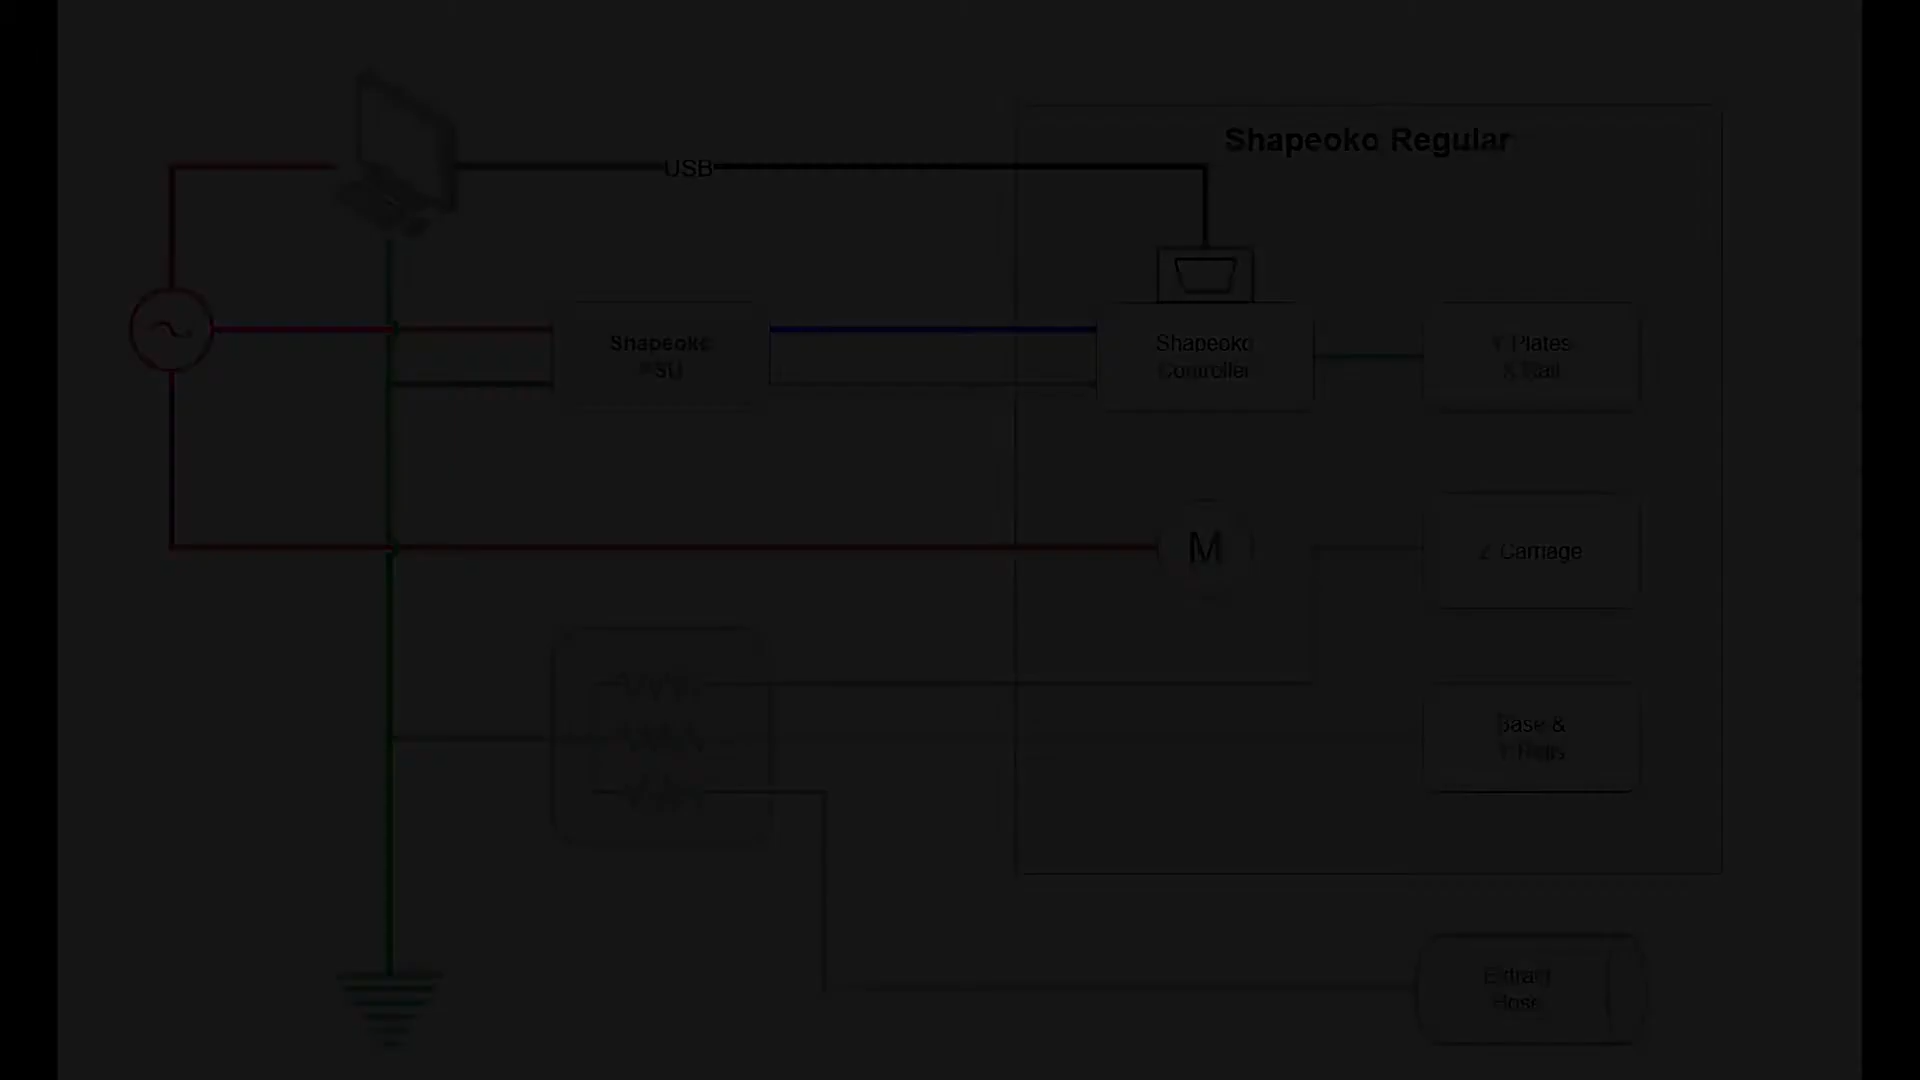 Shapeoko Regular
USB
Shapeoko
PSU
Shapeoko
Controller
Y Plates
X Rail
M
Z Carriage
Base &
Y Rails
Extract
Hose